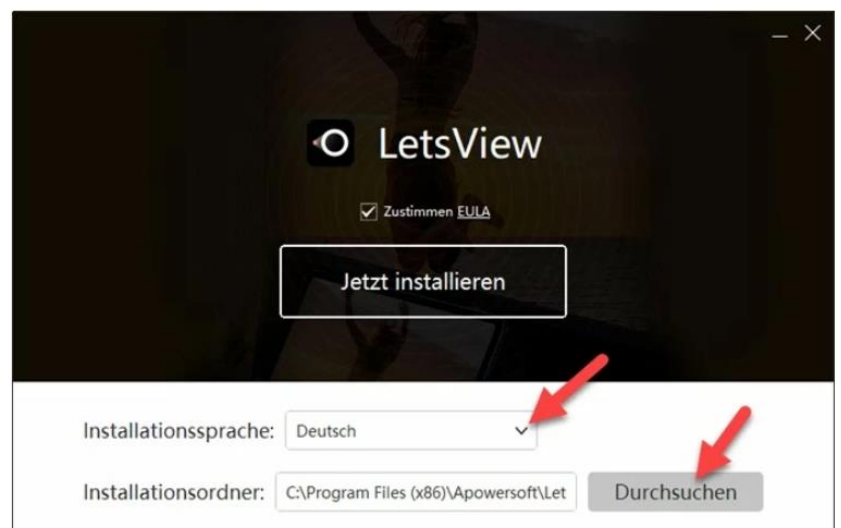 LetsView
Zustimmen EULA
Jetzt installieren
Installationssprache: Deutsch
Installationsordner: C:\Program Files (x86)\Apowersoft\Let Durchsuchen